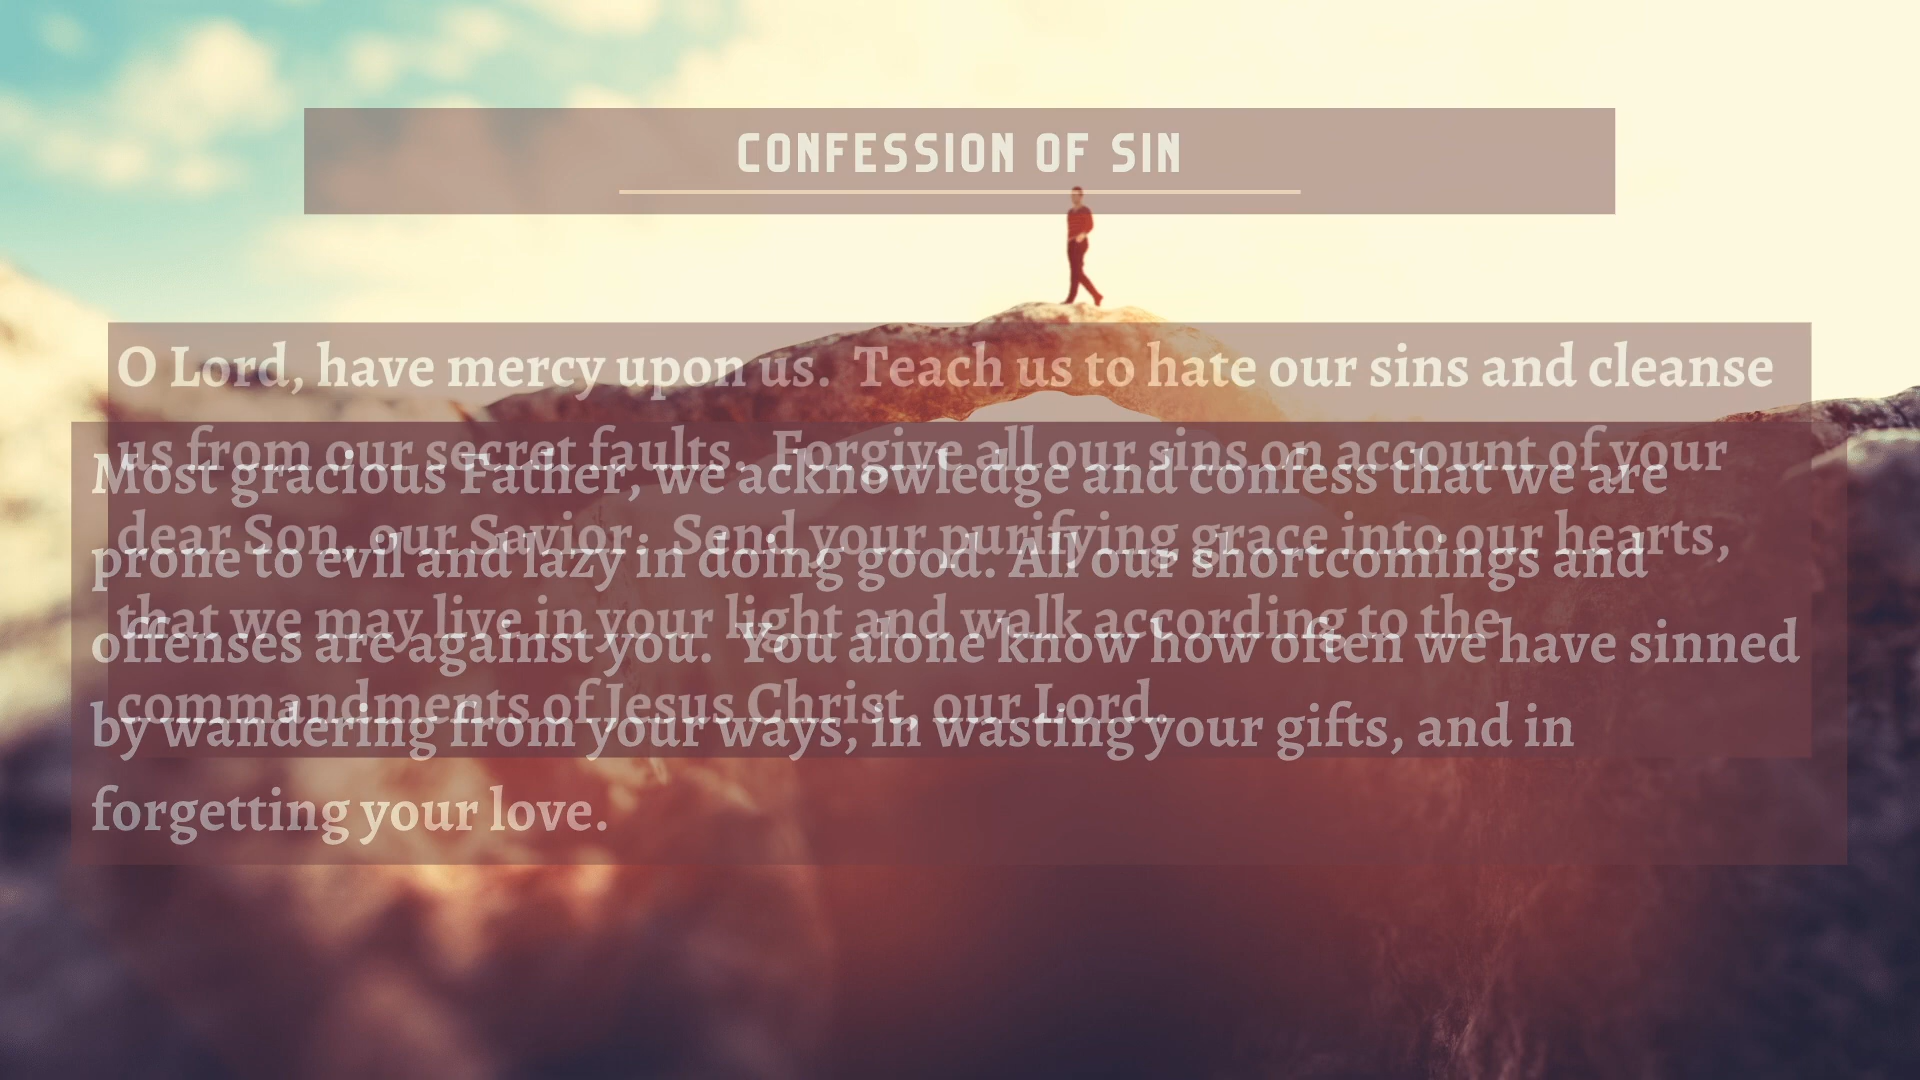 CONFESSION OF SIN
O Lord, have mercy upon us. Teach us to hate our sins and cleanse
us from our secret faults. Forgive all our sins on account of your
dear Son, our Savior. Send your purifying grace into our hearts,
that we may live in your light and walk according to the
commandments of Jesus Christ, our Lord.
Most gracious Father, we acknowledge and confess that we are
prone to evil and lazy in doing good. All our shortcomings and
offenses are against you. You alone know how often we have sinned
by wandering from your ways, in wasting your gifts, and in
forgetting your love.